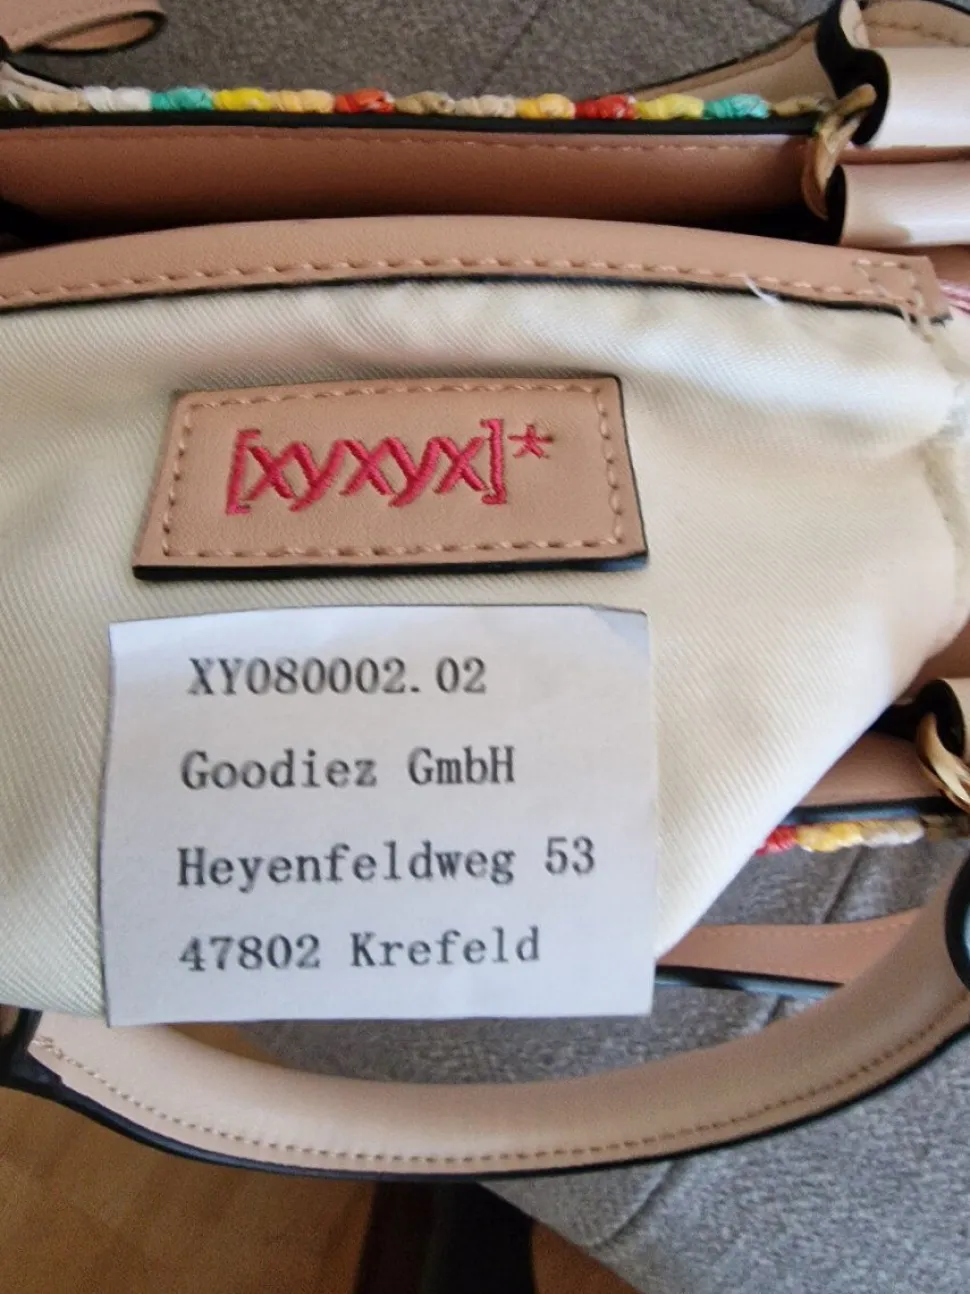 [xyxyx]*
XY080002.02
Goodiez GmbH
Heyenfeldweg 53
47802 Krefeld